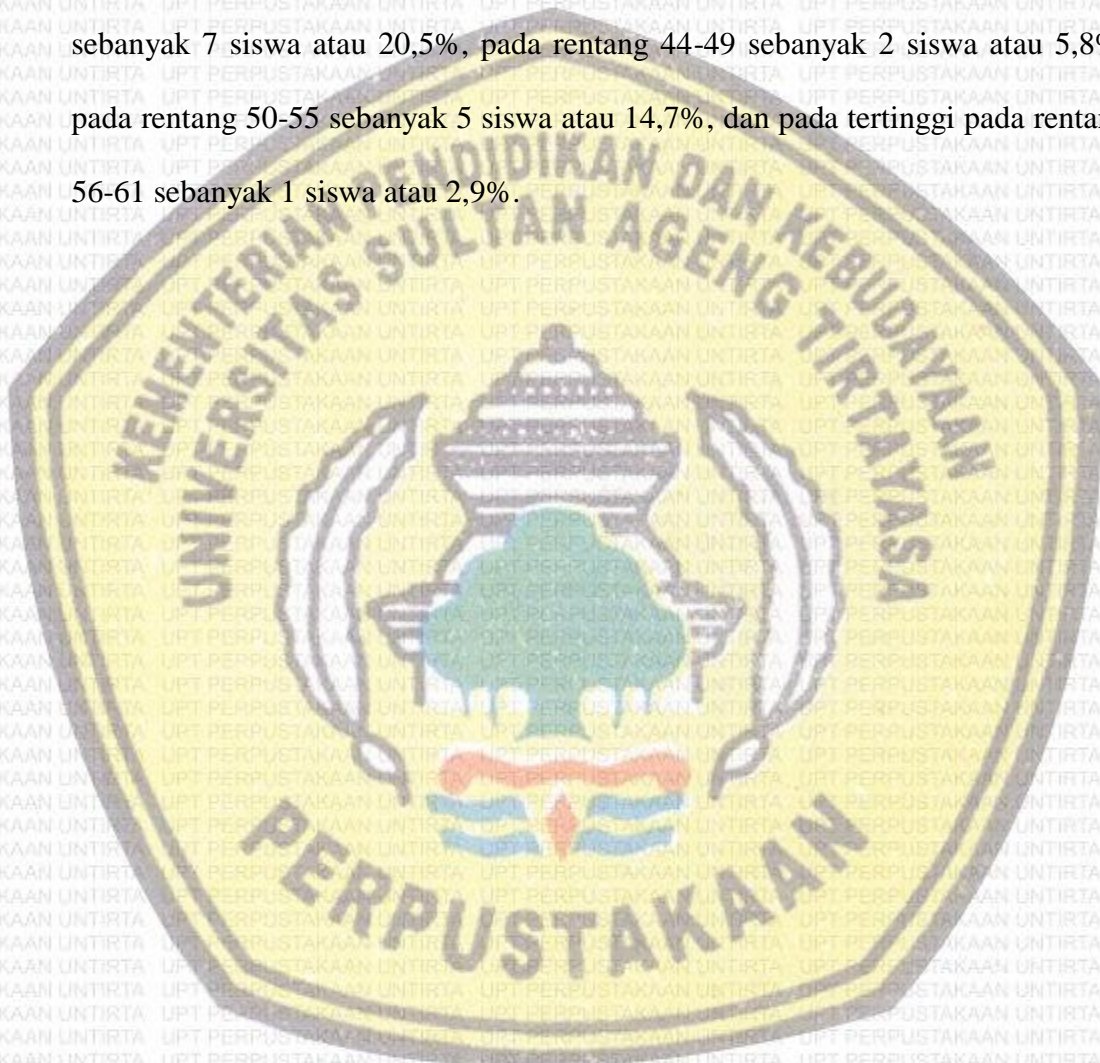 sebanyak 7 siswa atau 20,5%, pada rentang 44-49 sebanyak 2 siswa atau 5,8%
pada rentang 50-55 sebanyak 5 siswa atau 14,7%, dan pada tertinggi pada rentan
56-61 sebanyak 1 siswa atau 2,9%.
KEMENTERIAN PENDIDIKAN DAN KEBUDAYAAN
UNIVERSITAS SULTAN AGENG TIRTAYASA
PERPUSTAKAAN